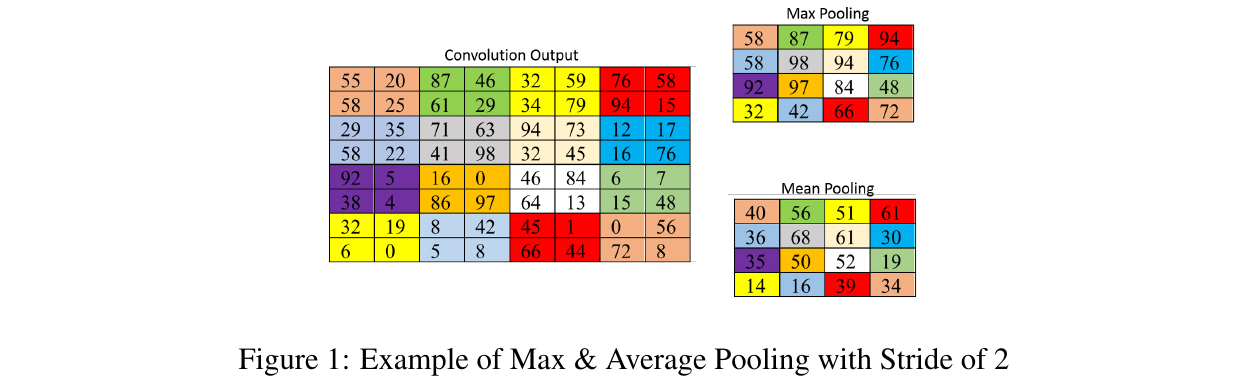 Convolution Output
55 20 87 46 32 59 76 58
58 25 61 29 34 79 94 15
29 35 71 63 94 73 12 17
58 22 41 98 32 45 16 76
92 5 16 0 46 84 6 7
38 4 86 97 64 13 15 48
32 19 8 42 45 1 0 56
6 0 5 8 66 44 72 8
Max Pooling
58 87 79 94
58 98 94 76
92 97 84 48
32 42 66 72
Mean Pooling
40 56 51 61
36 68 61 30
35 50 52 19
14 16 39 34
Figure 1: Example of Max & Average Pooling with Stride of 2